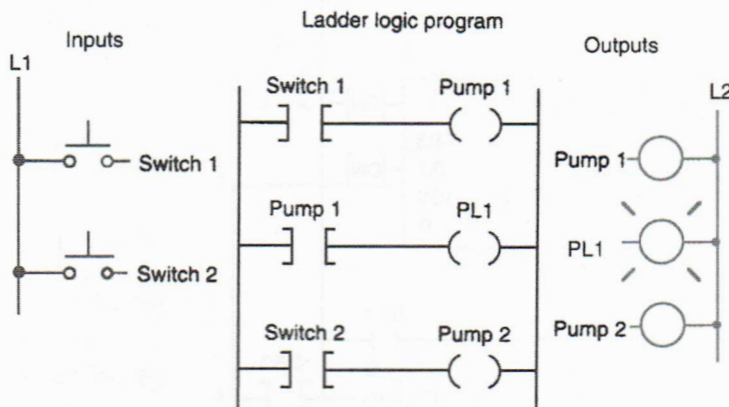 Ladder logic program
Inputs
Outputs
L1
L2
Switch 1
Pump 1
Switch 1
Pump 1
Pump 1
PL1
PL1
Switch 2
Switch 2
Pump 2
Pump 2